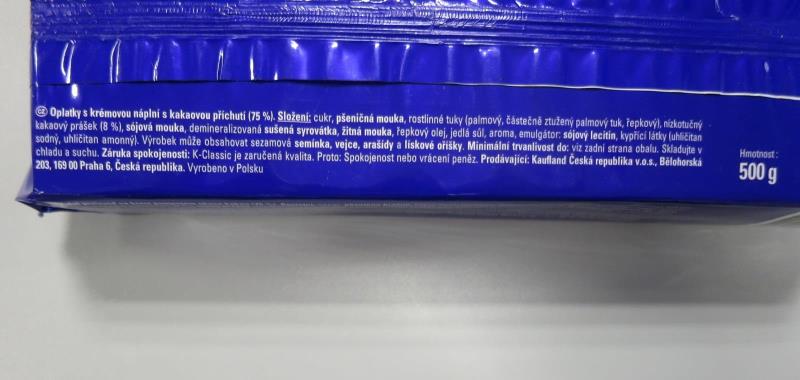 CZ Oplatky s krémovou náplní s kakaovou příchutí (75 %). Složení: cukr, pšeničná mouka, rostlinné tuky (palmový, částečně ztužený palmový tuk, řepkový), nízkotučný
kakaový prášek (8 %), sójová mouka, demineralizovaná sušená syrovátka, žitná mouka, řepkový olej, jedlá sůl, aroma, emulgátor: sójový lecitin, kypřicí látky (uhličitan
sodný, uhličitan amonný). Výrobek může obsahovat sezamová semínka, vejce, arašídy a lískové oříšky. Minimální trvanlivost do: viz zadní strana obalu. Skladujte v
chladu a suchu. Záruka spokojenosti: K-Classic je zaručená kvalita. Proto: Spokojenost nebo vrácení peněz. Prodávající: Kaufland Česká republika v.o.s., Bělohorská
203, 169 00 Praha 6, Česká republika. Vyrobeno v Polsku
Hmotnost:
500 g